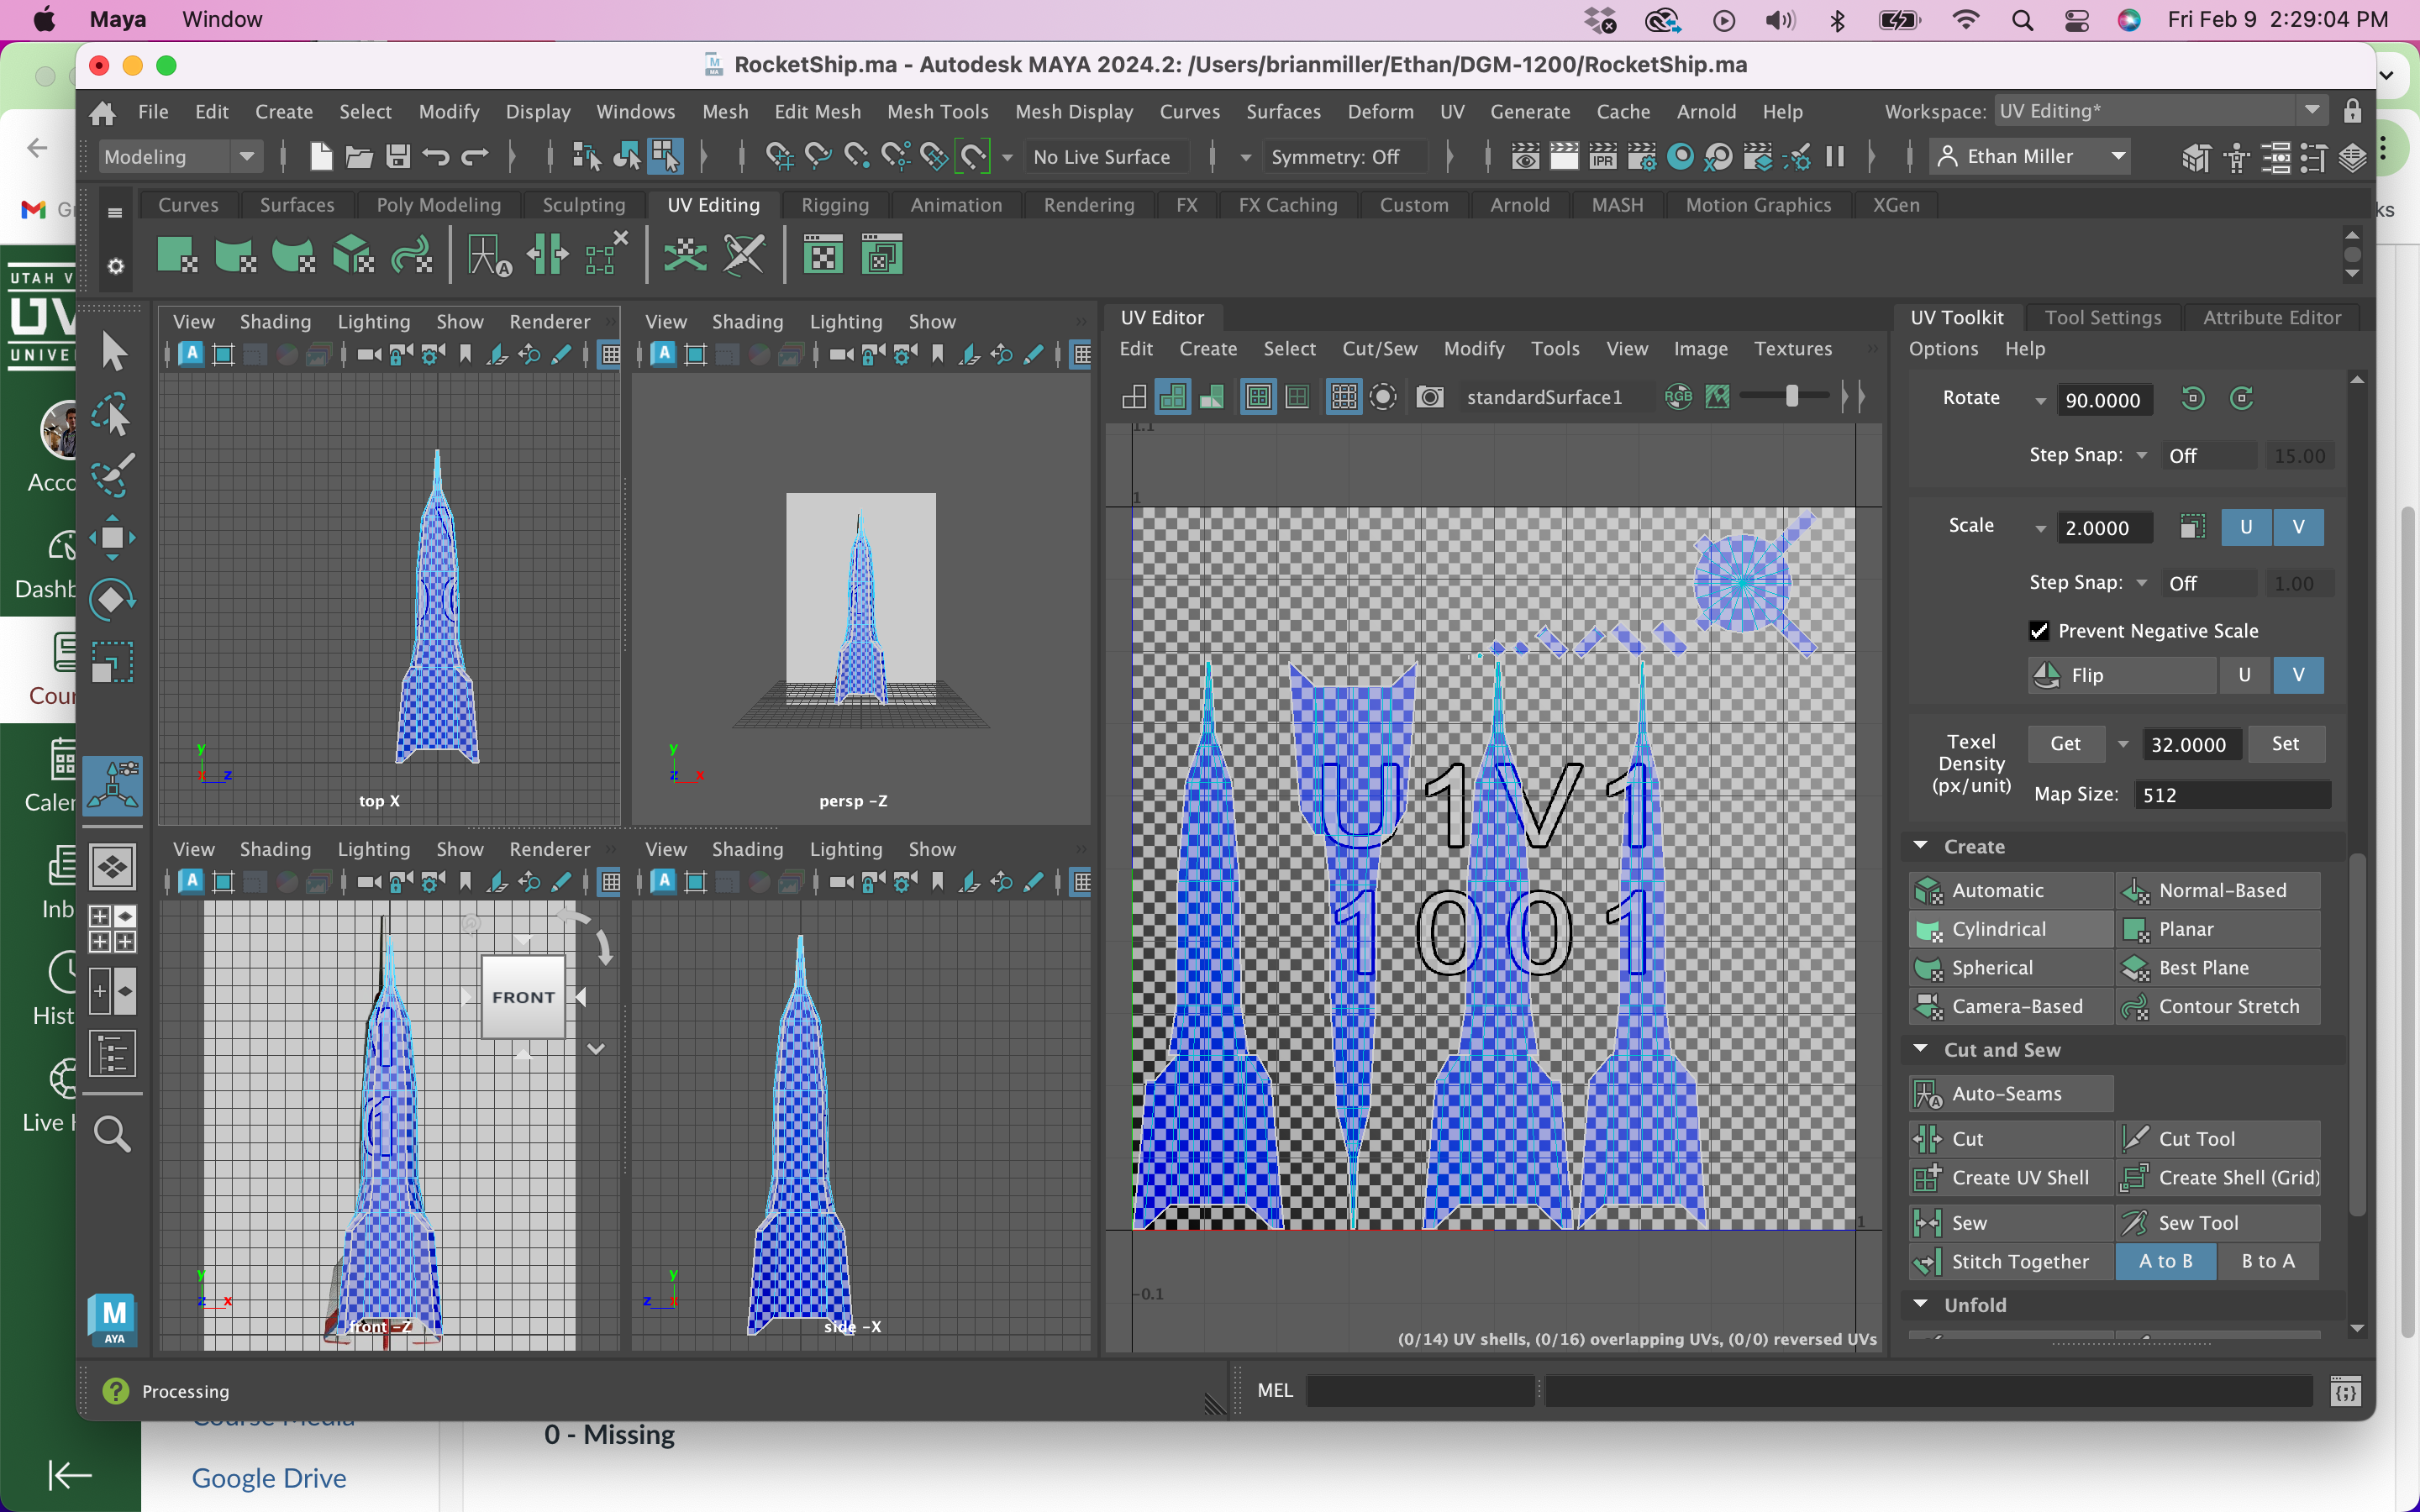 Maya Window Fri Feb 9 2:29:04 PM
RocketShip.ma - Autodesk MAYA 2024.2: /Users/brianmiller/Ethan/DGM-1200/RocketShip.ma
File Edit Create Select Modify Display Windows Mesh Edit Mesh Mesh Tools Mesh Display Curves Surfaces Deform UV Generate Cache Arnold Help Workspace: UV Editing*
Modeling No Live Surface Symmetry: Off IPR Ethan Miller
Curves Surfaces Poly Modeling Sculpting UV Editing Rigging Animation Rendering FX FX Caching Custom Arnold MASH Motion Graphics XGen
ks
UTAH V
UV
UNIVER
Acco
Dashb
Cour
Caler
Inb
Hist
Live H
View Shading Lighting Show Renderer
top X
View Shading Lighting Show
persp -Z
View Shading Lighting Show Renderer
FRONT
front -Z
View Shading Lighting Show
side -X
UV Editor
Edit Create Select Cut/Sew Modify Tools View Image Textures
standardSurface1 RGB
1.1
1
U1V1
1001
1
-0.1
(0/14) UV shells, (0/16) overlapping UVs, (0/0) reversed UVs
UV Toolkit Tool Settings Attribute Editor
Options Help
Rotate 90.0000
Step Snap: Off 15.00
Scale 2.0000 U V
Step Snap: Off 1.00
Prevent Negative Scale
Flip U V
Texel Density (px/unit) Get 32.0000 Set
Map Size: 512
Create
Automatic Normal-Based
Cylindrical Planar
Spherical Best Plane
Camera-Based Contour Stretch
Cut and Sew
Auto-Seams
Cut Cut Tool
Create UV Shell Create Shell (Grid)
Sew Sew Tool
Stitch Together A to B B to A
Unfold
M
AYA
Processing
MEL
0 - Missing
Google Drive